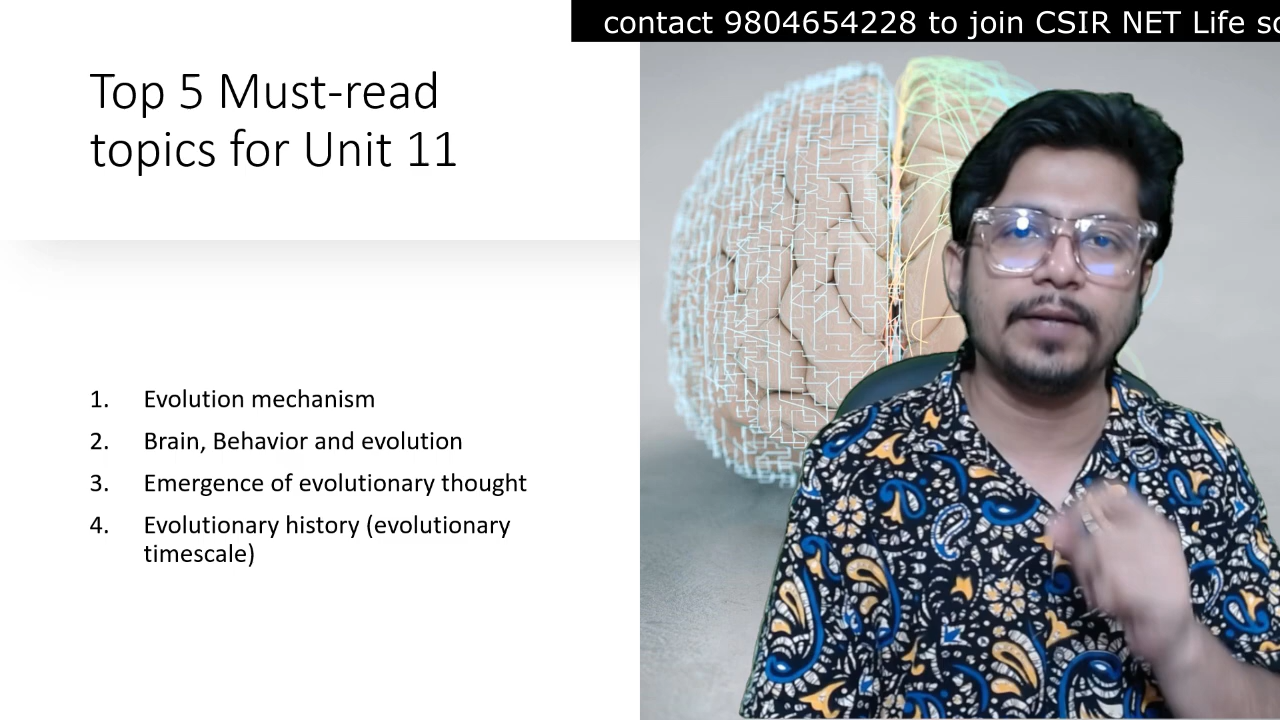 contact 9804654228 to join CSIR NET Life
Top 5 Must-read
topics for Unit 11
1. Evolution mechanism
2. Brain, Behavior and evolution
3. Emergence of evolutionary thought
4. Evolutionary history (evolutionary
timescale)